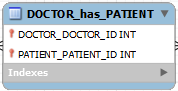 DOCTOR_has_PATIENT
DOCTOR_DOCTOR_ID INT
PATIENT_PATIENT_ID INT
Indexes